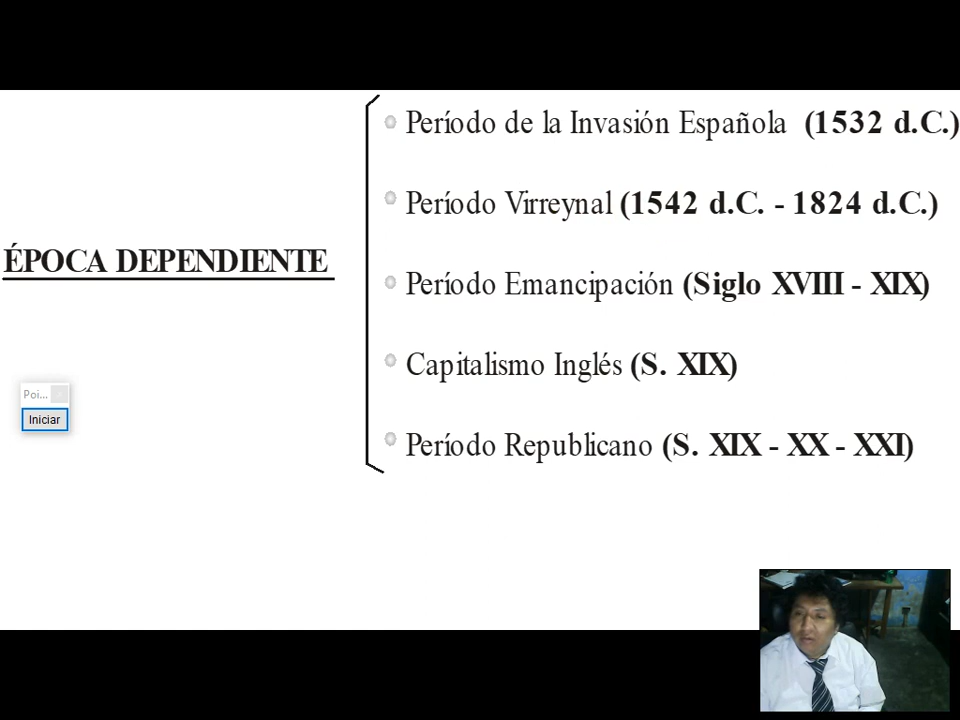 Período de la Invasión Española (1532 d.C.)
Período Virreynal (1542 d.C. - 1824 d.C.)
ÉPOCA DEPENDIENTE
Período Emancipación (Siglo XVIII - XIX)
Capitalismo Inglés (S. XIX)
Poi...
Iniciar
Período Republicano (S. XIX - XX - XXI)